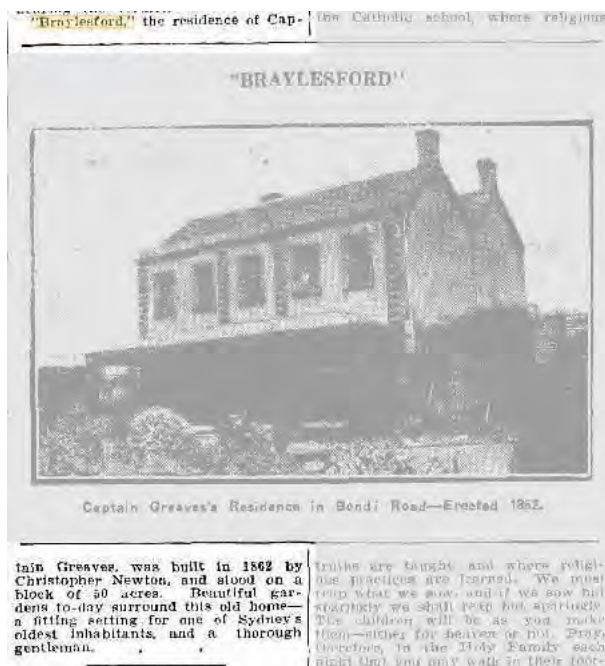 "Braylesford," the residence of Cap-
the Catholic school, where religious
"BRAYLESFORD"
Captain Greaves's Residence in Bondi Road—Erected 1862.
tain Greaves, was built in 1862 by
Christopher Newton, and stood on a
block of 50 acres. Beautiful gar-
dens to-day surround this old home—
a fitting setting for one of Sydney's
oldest inhabitants, and a thorough
gentleman.
truths are taught and where religi-
ous practices are learned. We must
reap what we sow, and if we sow but
sparingly we shall reap but sparingly.
The children will be as you make
them—either for heaven or not. Pray,
therefore, to the Holy Family each
night that you may walk in their foot-